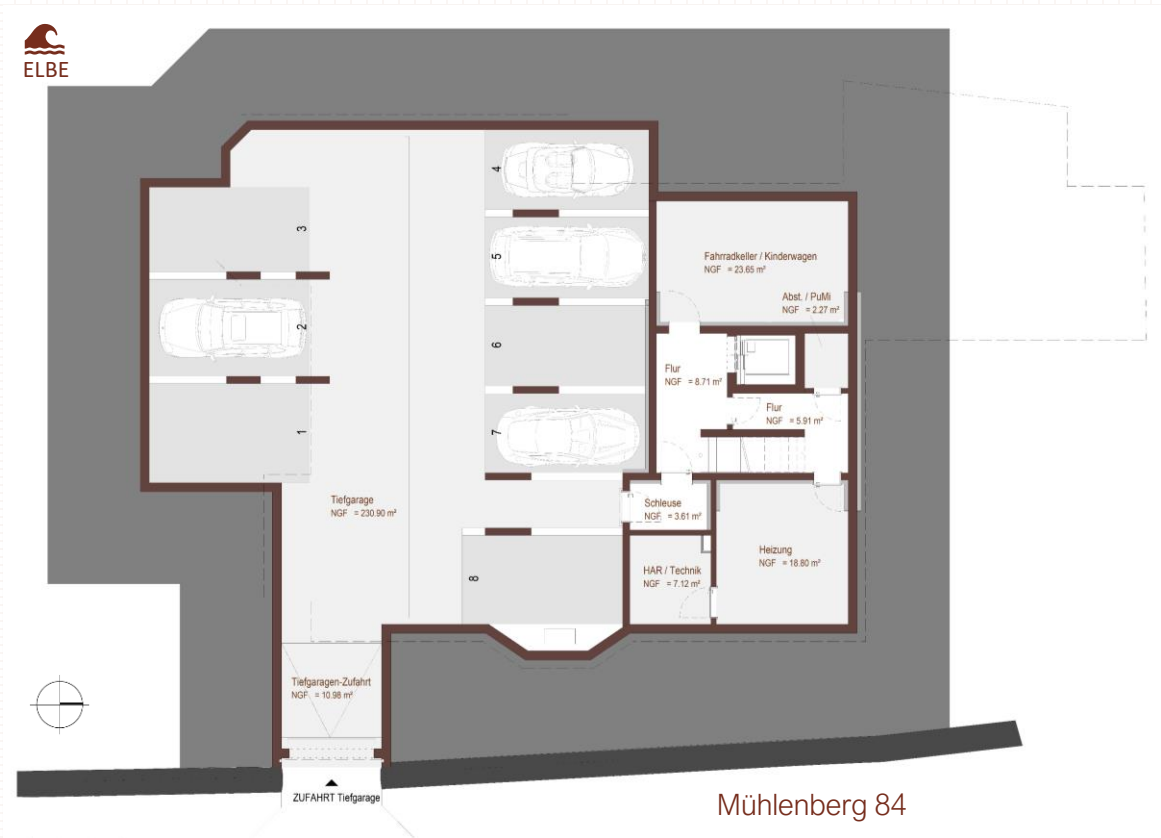 ELBE
4
3
5
Fahrradkeller / Kinderwagen
NGF = 23.65 m²
Abst. / PuMi
NGF = 2.27 m²
2
6
Flur
NGF = 8.71 m²
Flur
NGF = 5.91 m²
1
7
Tiefgarage
NGF = 230.90 m²
Schleuse
NGF = 3.61 m²
Heizung
NGF = 18.80 m²
HAR / Technik
NGF = 7.12 m²
8
Tiefgaragen-Zufahrt
NGF = 10.98 m²
ZUFAHRT Tiefgarage
Mühlenberg 84